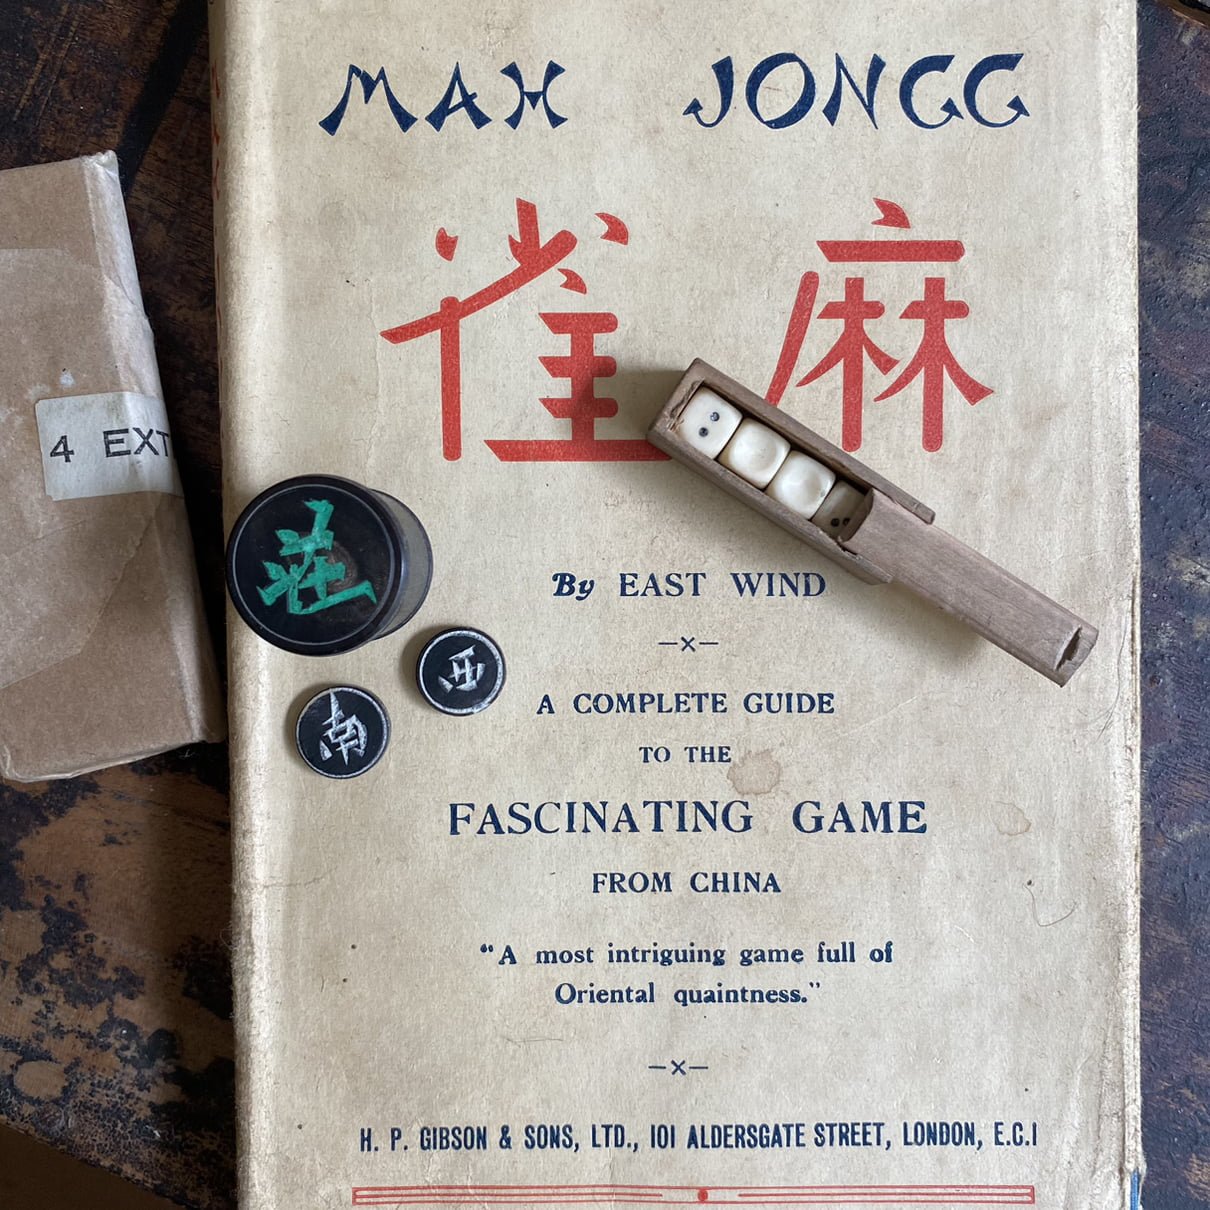 MAH JONGG
雀麻
4 EXT
莊
西
南
By EAST WIND
A COMPLETE GUIDE
TO THE
FASCINATING GAME
FROM CHINA
“A most intriguing game full of
Oriental quaintness.”
H. P. GIBSON & SONS, LTD., 101 ALDERSGATE STREET, LONDON, E.C.1